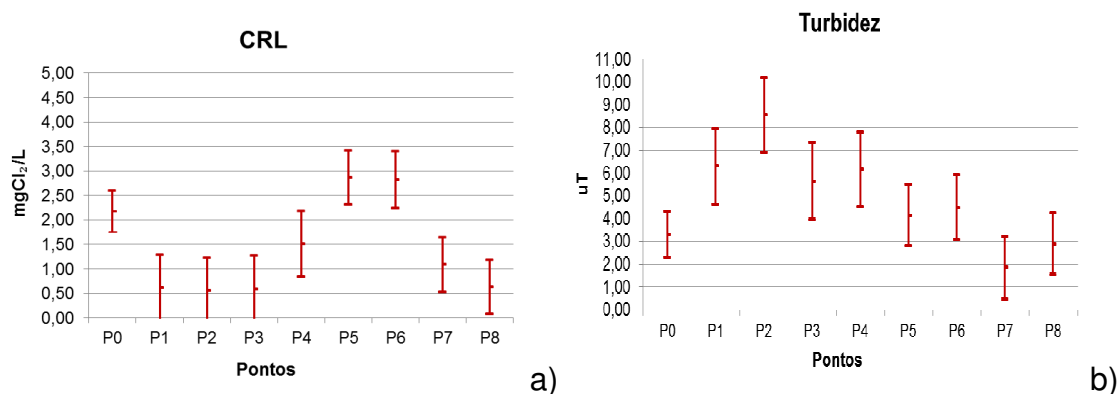 CRL
5,00
4,50
4,00
3,50
3,00
2,50
2,00
1,50
1,00
0,50
0,00
mgCl₂/L
P0 P1 P2 P3 P4 P5 P6 P7 P8
Pontos
a)
Turbidez
11,00
10,00
9,00
8,00
7,00
6,00
5,00
4,00
3,00
2,00
1,00
0,00
uT
P0 P1 P2 P3 P4 P5 P6 P7 P8
Pontos
b)